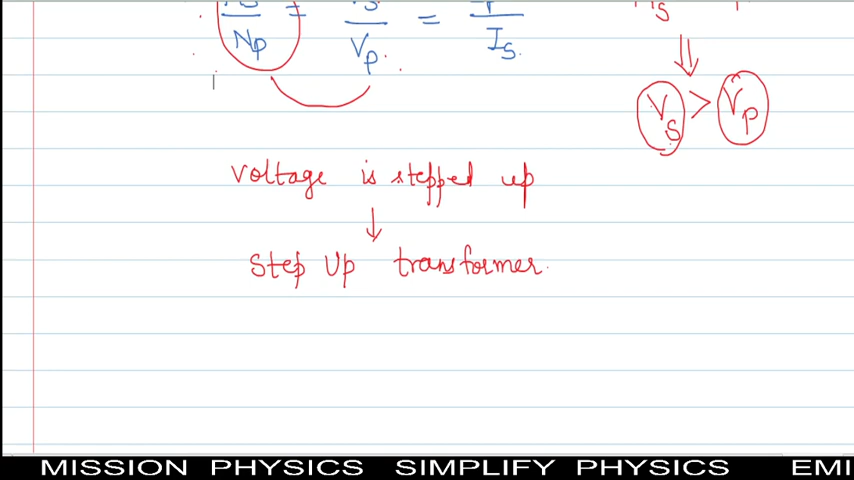 Np Vp = Is
Vs > Vp
voltage is stepped up
↓
Step Up transformer.
MISSION PHYSICS SIMPLIFY PHYSICS EMI